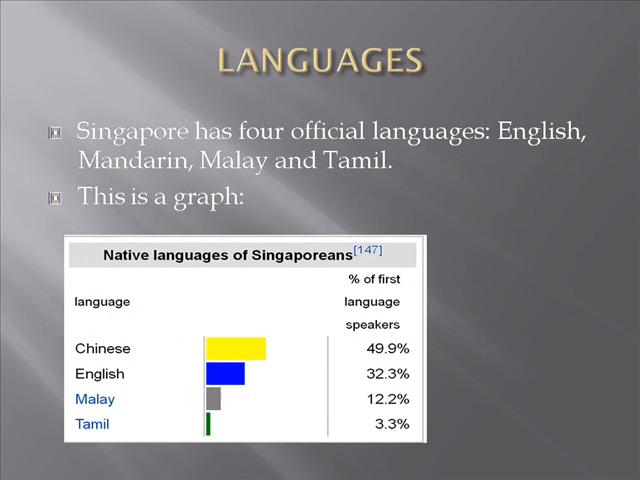 LANGUAGES
Singapore has four official languages: English,
Mandarin, Malay and Tamil.
This is a graph:
Native languages of Singaporeans[147]
% of first
language language
speakers
Chinese 49.9%
English 32.3%
Malay 12.2%
Tamil 3.3%